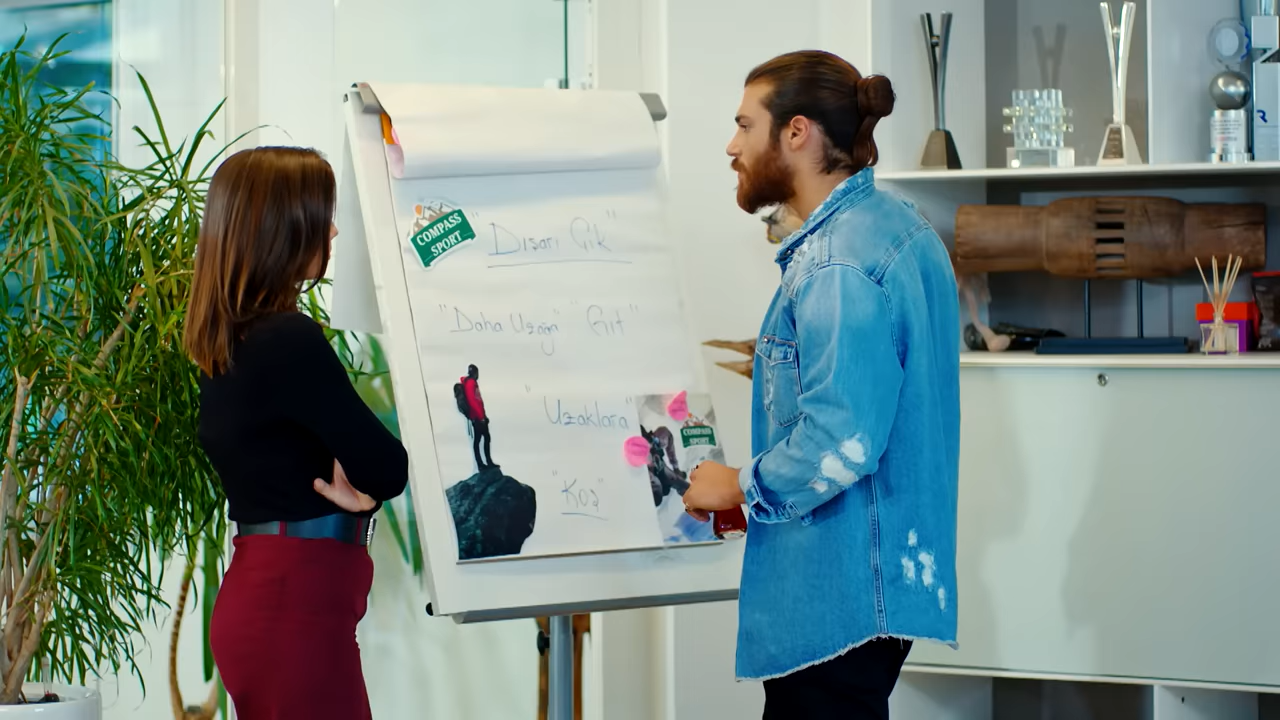 COMPASS
SPORT
"Dışarı Çık"
"Daha Uzağa" "Git"
"Uzaklara"
COMPASS
SPORT
"Koş"
R